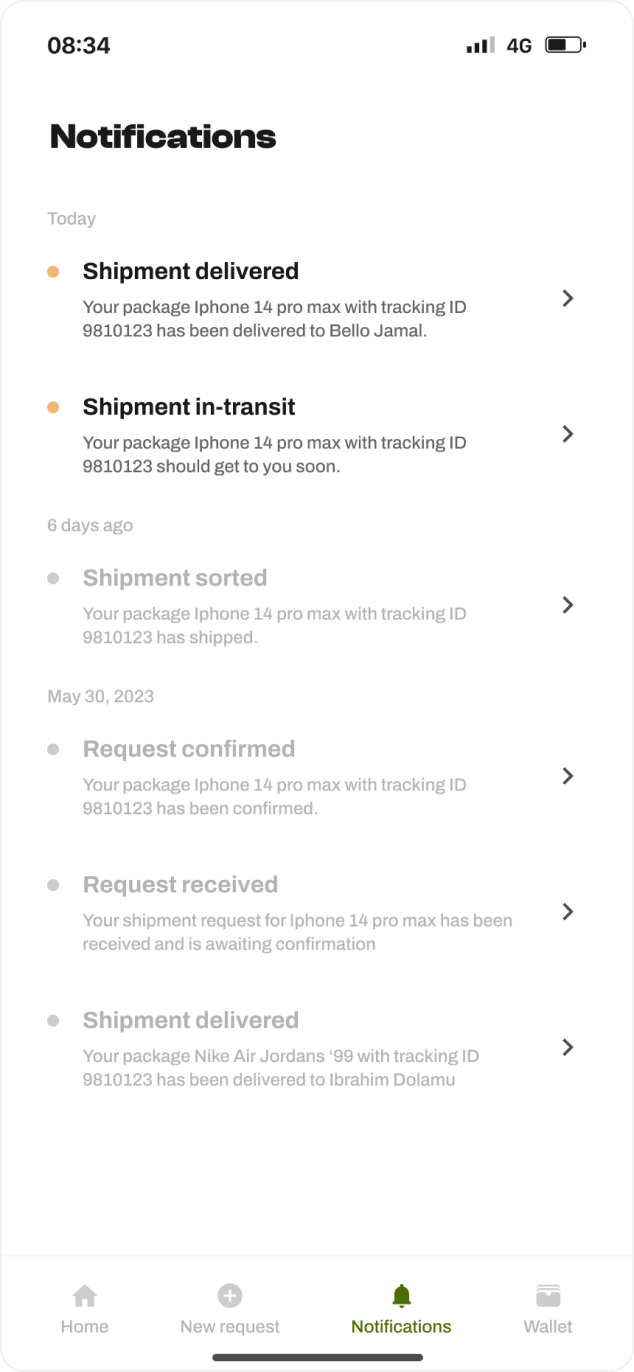 08:34
4G
Notifications
Today
Shipment delivered
Your package Iphone 14 pro max with tracking ID
9810123 has been delivered to Bello Jamal.
Shipment in-transit
Your package Iphone 14 pro max with tracking ID
9810123 should get to you soon.
6 days ago
Shipment sorted
Your package Iphone 14 pro max with tracking ID
9810123 has shipped.
May 30, 2023
Request confirmed
Your package Iphone 14 pro max with tracking ID
9810123 has been confirmed.
Request received
Your shipment request for Iphone 14 pro max has been
received and is awaiting confirmation
Shipment delivered
Your package Nike Air Jordans ‘99 with tracking ID
9810123 has been delivered to Ibrahim Dolamu
Home
New request
Notifications
Wallet